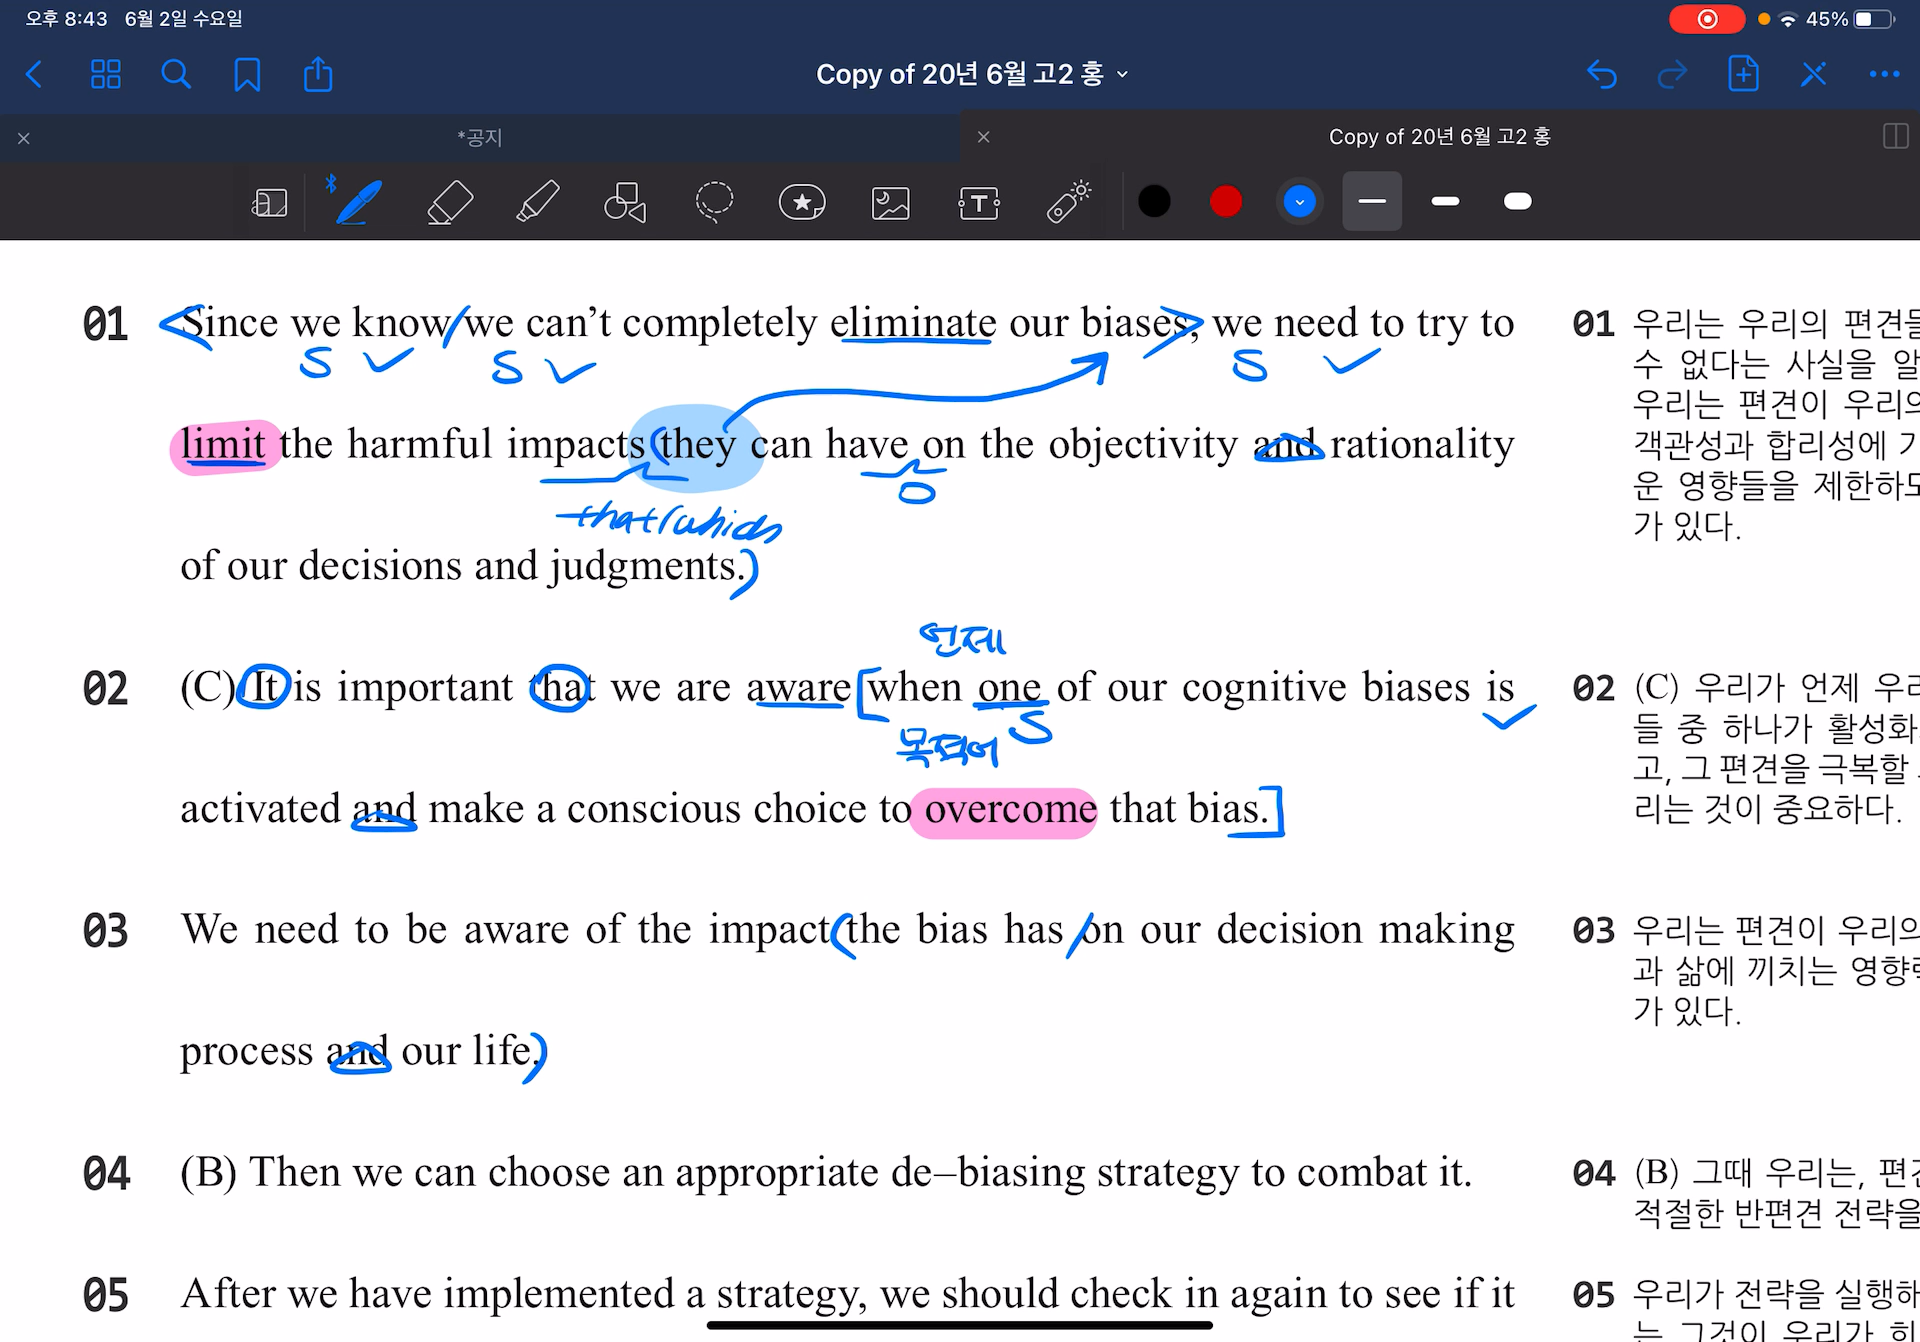 오후 8:43 6월 2일 수요일
45%
Copy of 20년 6월 고2 홍
*공지
Copy of 20년 6월 고2 홍
T
01 Since we know we can't completely eliminate our biases, we need to try to
S S S
limit the harmful impacts they can have on the objectivity and rationality
that/which
of our decisions and judgments.
언제
02 (C) It is important that we are aware when one of our cognitive biases is
목적어 S
activated and make a conscious choice to overcome that bias.
03 We need to be aware of the impact the bias has on our decision making
process and our life.
04 (B) Then we can choose an appropriate de–biasing strategy to combat it.
05 After we have implemented a strategy, we should check in again to see if it
01 우리는 우리의 편견들
수 없다는 사실을 알
우리는 편견이 우리의
객관성과 합리성에 기
운 영향들을 제한하도
가 있다.
02 (C) 우리가 언제 우리
들 중 하나가 활성화
고, 그 편견을 극복할
리는 것이 중요하다.
03 우리는 편견이 우리의
과 삶에 끼치는 영향력
가 있다.
04 (B) 그때 우리는, 편견
적절한 반편견 전략을
05 우리가 전략을 실행하
는 그것이 우리가 희